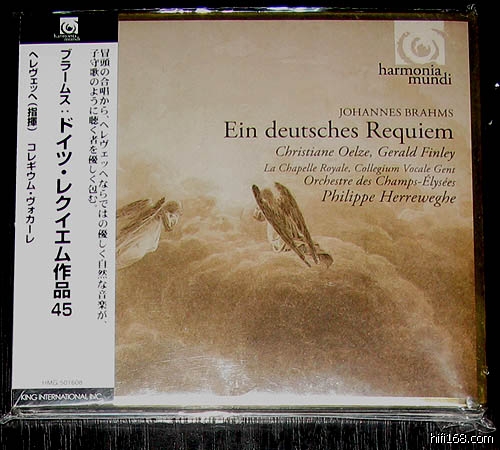 harmonia
mundi
冒頭の合唱から、ヘレヴェッヘならではの優しく自然な音楽が、
子守歌のように聴く者を優しく包む。
ブラームス:ドイツ・レクイエム作品45
ヘレヴェッヘ(指揮) コレギウム・ヴォカーレ
HMG 501608
KING INTERNATIONAL INC.
harmonia
mundi
JOHANNES BRAHMS
Ein deutsches Requiem
Christiane Oelze, Gerald Finley
La Chapelle Royale, Collegium Vocale Gent
Orchestre des Champs-Élysées
Philippe Herreweghe
hifi168.com